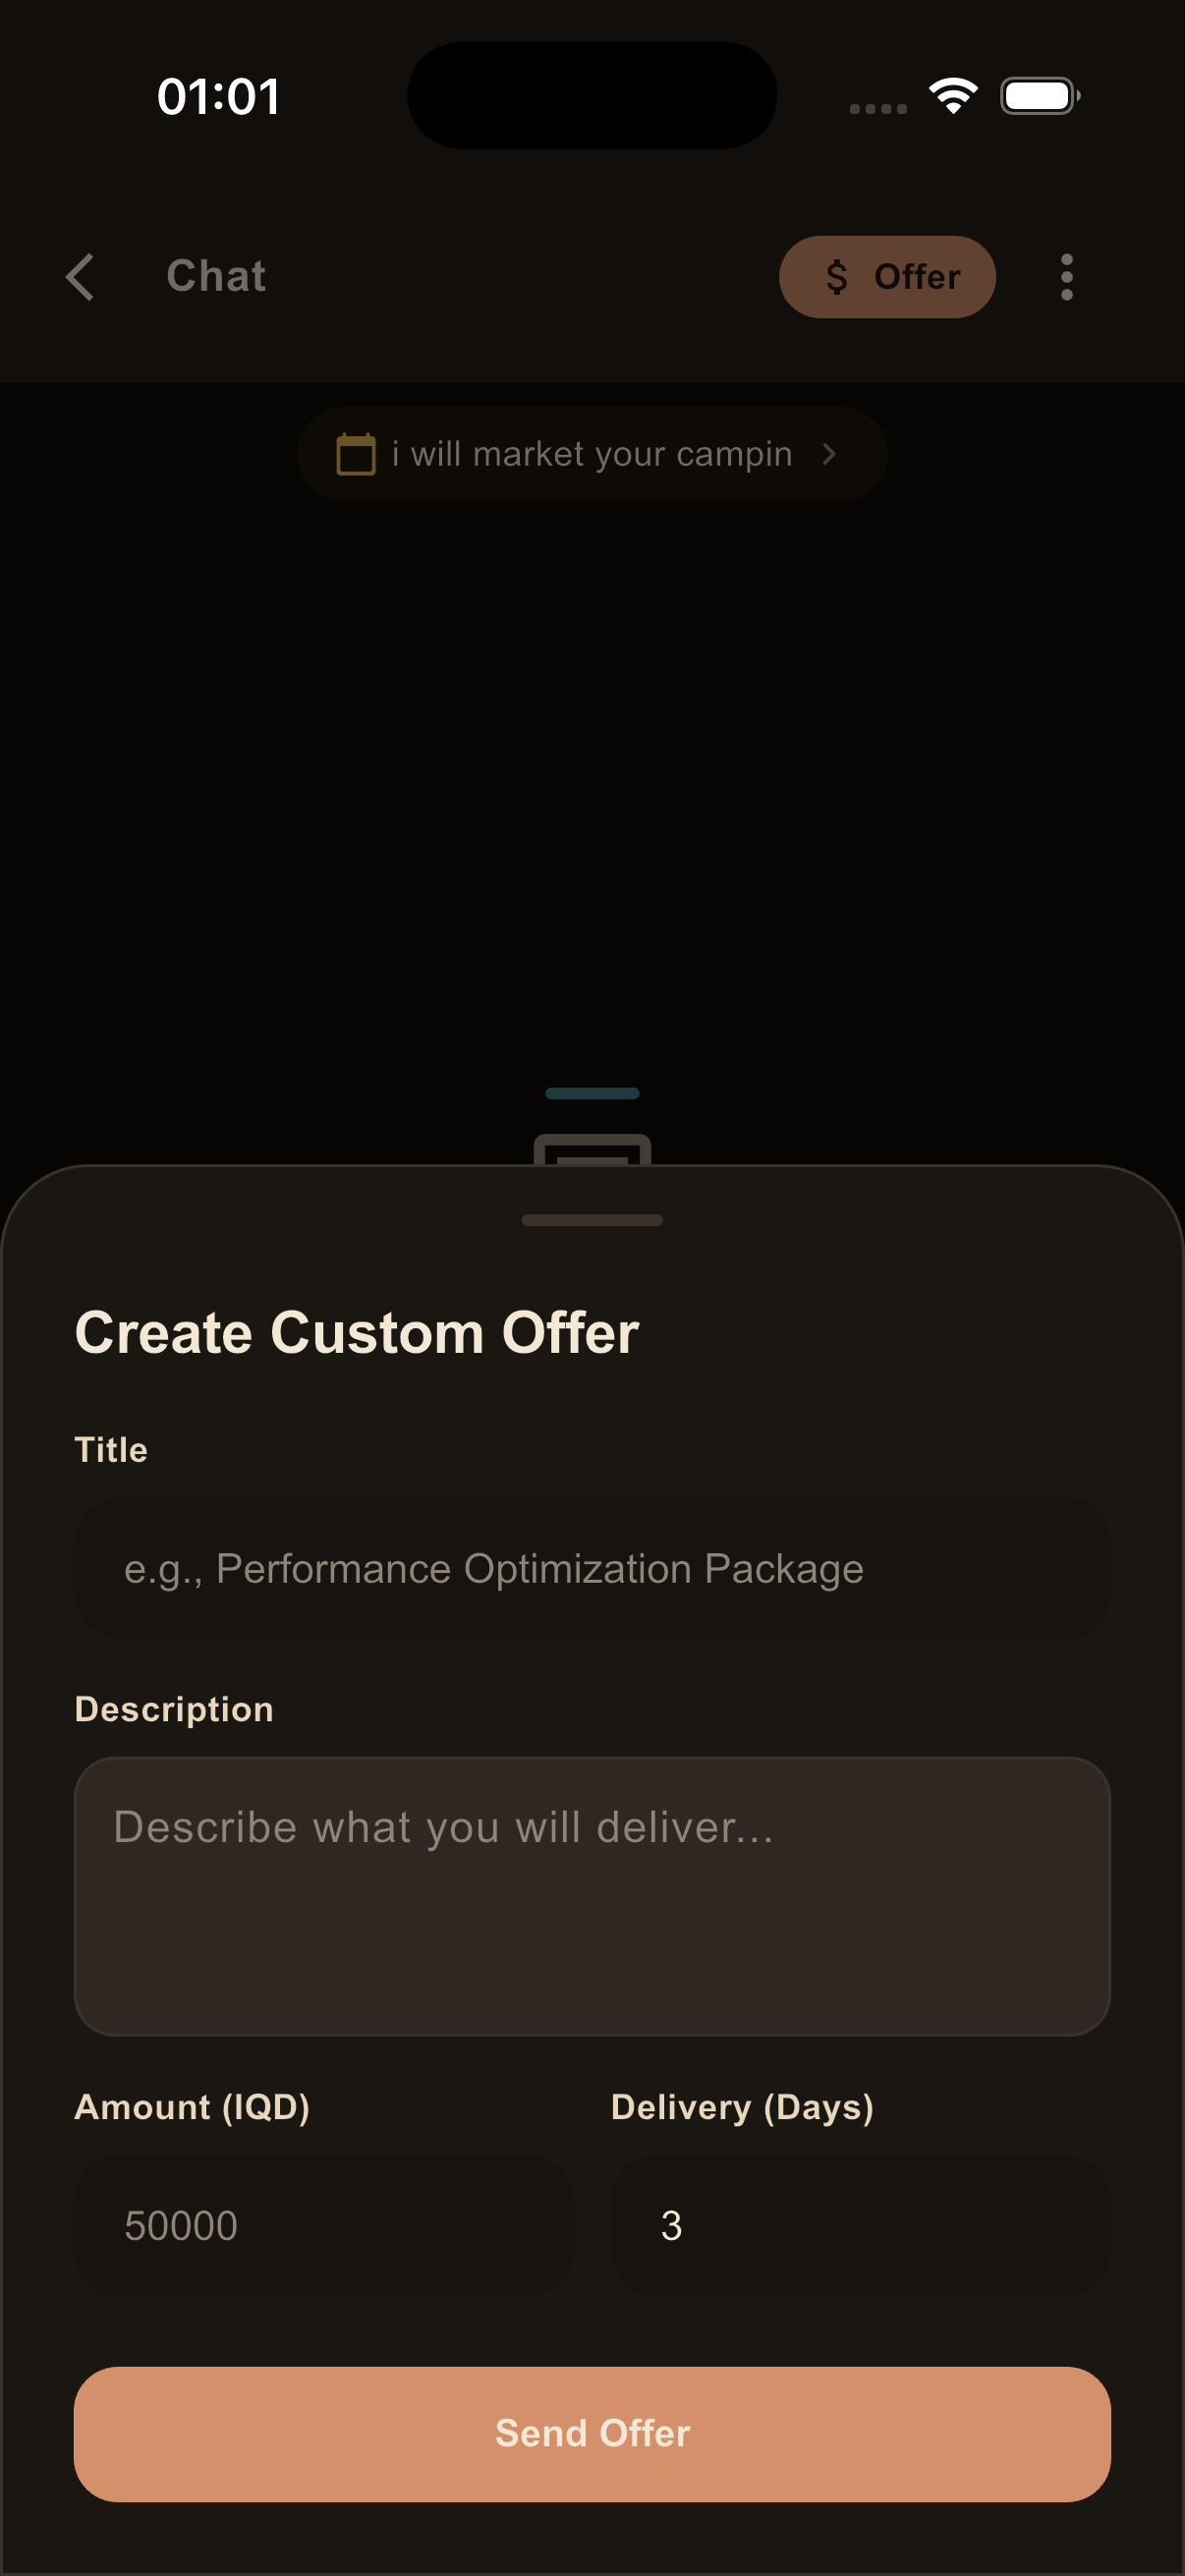 01:01
Chat
$ Offer
i will market your campin
Create Custom Offer
Title
e.g., Performance Optimization Package
Description
Describe what you will deliver...
Amount (IQD) Delivery (Days)
50000 3
Send Offer